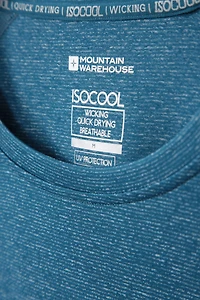 QUICK DRYING | ISOCOOL | WICKING | ISOCOOL
MOUNTAIN
WAREHOUSE
ISOCOOL
WICKING
QUICK DRYING
BREATHABLE
UV PROTECTION